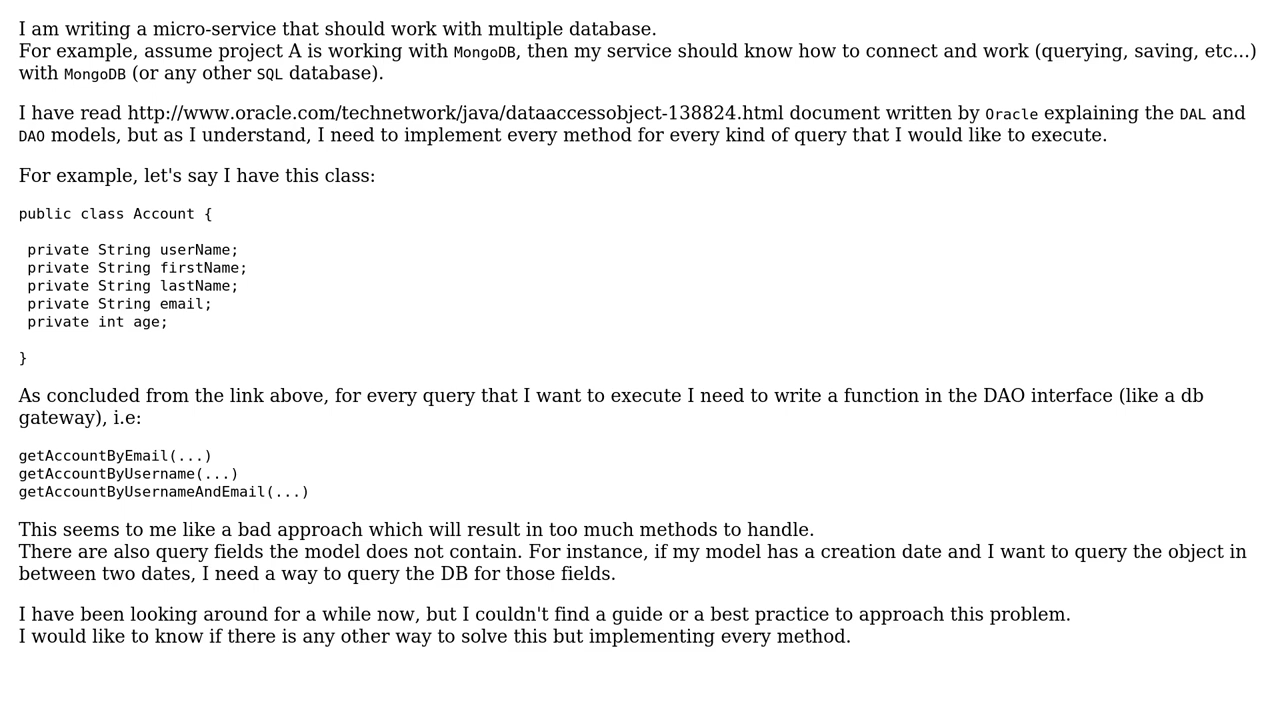 I am writing a micro-service that should work with multiple database.
For example, assume project A is working with MongoDB, then my service should know how to connect and work (querying, saving, etc...)
with MongoDB (or any other SQL database).
I have read http://www.oracle.com/technetwork/java/dataaccessobject-138824.html document written by Oracle explaining the DAL and
DAO models, but as I understand, I need to implement every method for every kind of query that I would like to execute.
For example, let's say I have this class:
public class Account {
private String userName;
private String firstName;
private String lastName;
private String email;
private int age;
}
As concluded from the link above, for every query that I want to execute I need to write a function in the DAO interface (like a db
gateway), i.e:
getAccountByEmail(...)
getAccountByUsername(...)
getAccountByUsernameAndEmail(...)
This seems to me like a bad approach which will result in too much methods to handle.
There are also query fields the model does not contain. For instance, if my model has a creation date and I want to query the object in
between two dates, I need a way to query the DB for those fields.
I have been looking around for a while now, but I couldn't find a guide or a best practice to approach this problem.
I would like to know if there is any other way to solve this but implementing every method.